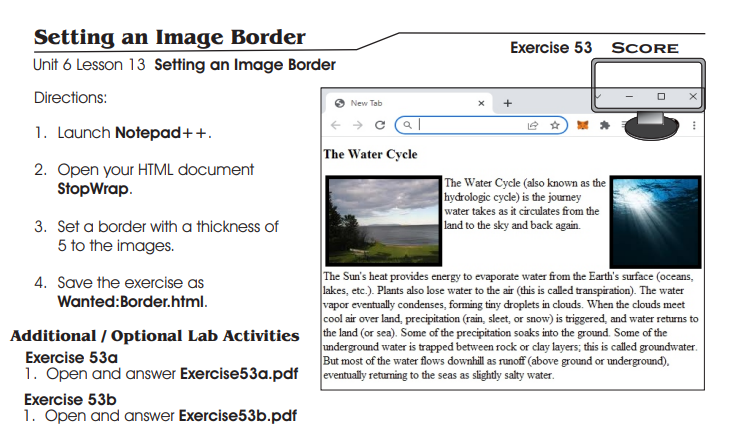 Setting an Image Border
Exercise 53 SCORE
Unit 6 Lesson 13 Setting an Image Border
Directions:
1. Launch Notepad++.
2. Open your HTML document
StopWrap.
3. Set a border with a thickness of
5 to the images.
4. Save the exercise as
Wanted:Border.html.
Additional / Optional Lab Activities
Exercise 53a
1. Open and answer Exercise53a.pdf
Exercise 53b
1. Open and answer Exercise53b.pdf
New Tab
The Water Cycle
The Water Cycle (also known as the
hydrologic cycle) is the journey
water takes as it circulates from the
land to the sky and back again.
The Sun's heat provides energy to evaporate water from the Earth's surface (oceans,
lakes, etc.). Plants also lose water to the air (this is called transpiration). The water
vapor eventually condenses, forming tiny droplets in clouds. When the clouds meet
cool air over land, precipitation (rain, sleet, or snow) is triggered, and water returns to
the land (or sea). Some of the precipitation soaks into the ground. Some of the
underground water is trapped between rock or clay layers; this is called groundwater.
But most of the water flows downhill as runoff (above ground or underground),
eventually returning to the seas as slightly salty water.